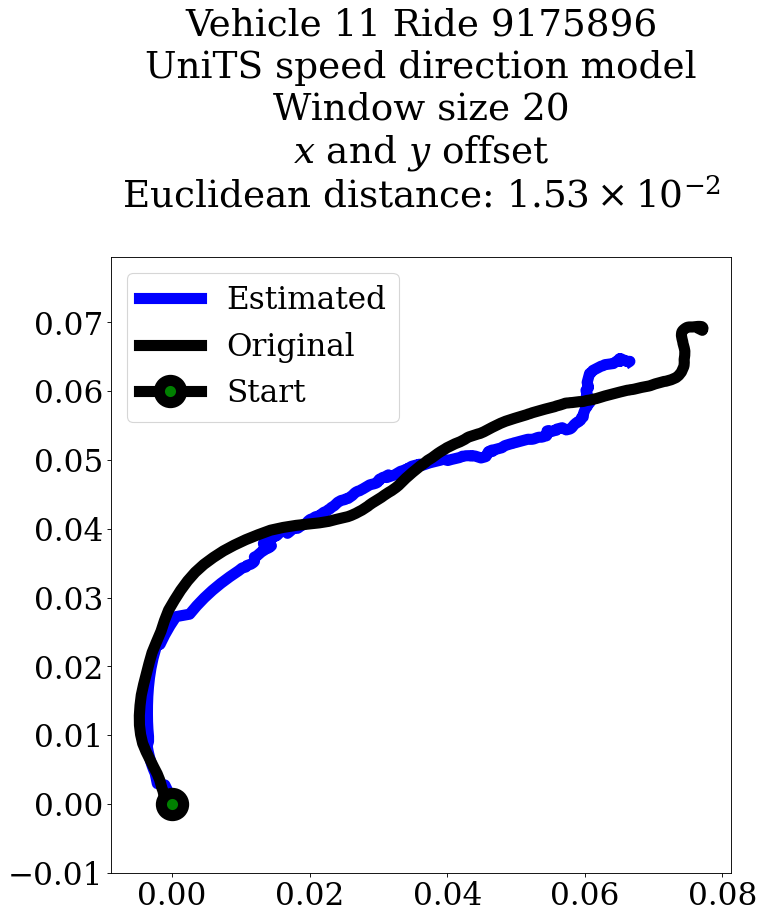 Vehicle 11 Ride 9175896
UniTS speed direction model
Window size 20
x and y offset
Euclidean distance: 1.53 × 10⁻²
Estimated
Original
Start
0.07
0.06
0.05
0.04
0.03
0.02
0.01
0.00
−0.01
0.00 0.02 0.04 0.06 0.08